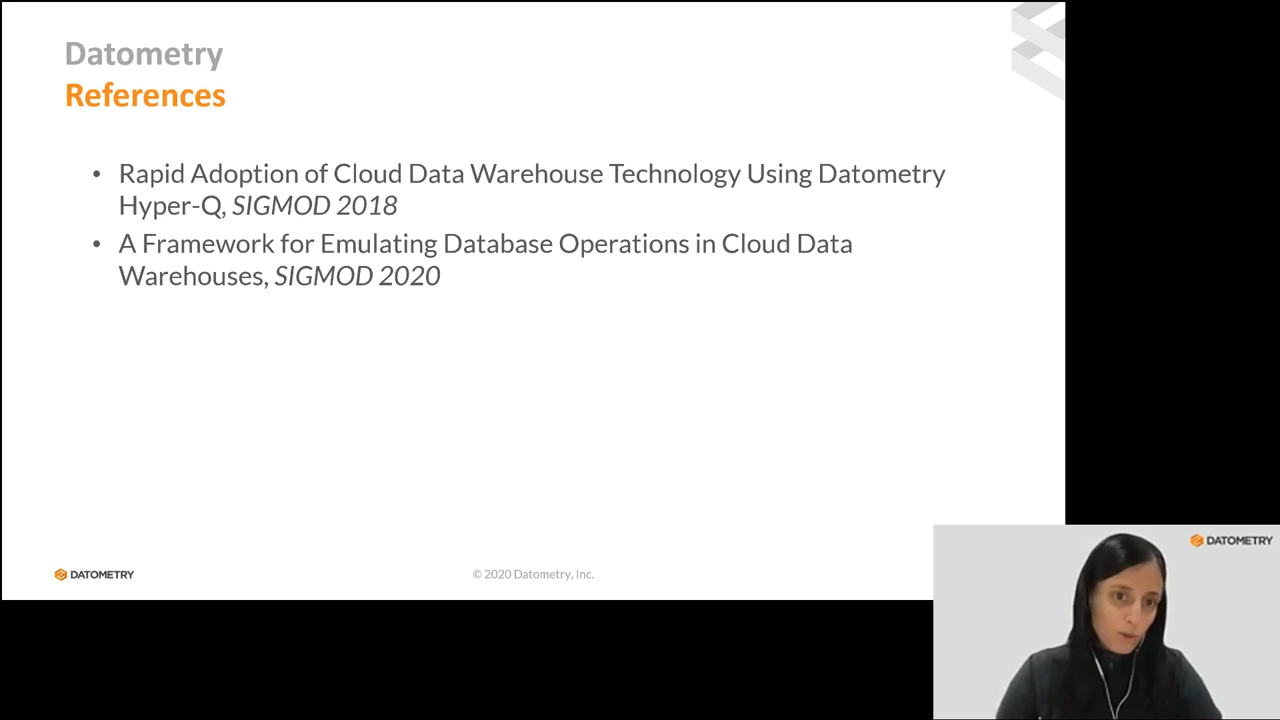 Datometry
References
• Rapid Adoption of Cloud Data Warehouse Technology Using Datometry
Hyper-Q, SIGMOD 2018
• A Framework for Emulating Database Operations in Cloud Data
Warehouses, SIGMOD 2020
DATOMETRY
© 2020 Datometry, Inc.
DATOMETRY